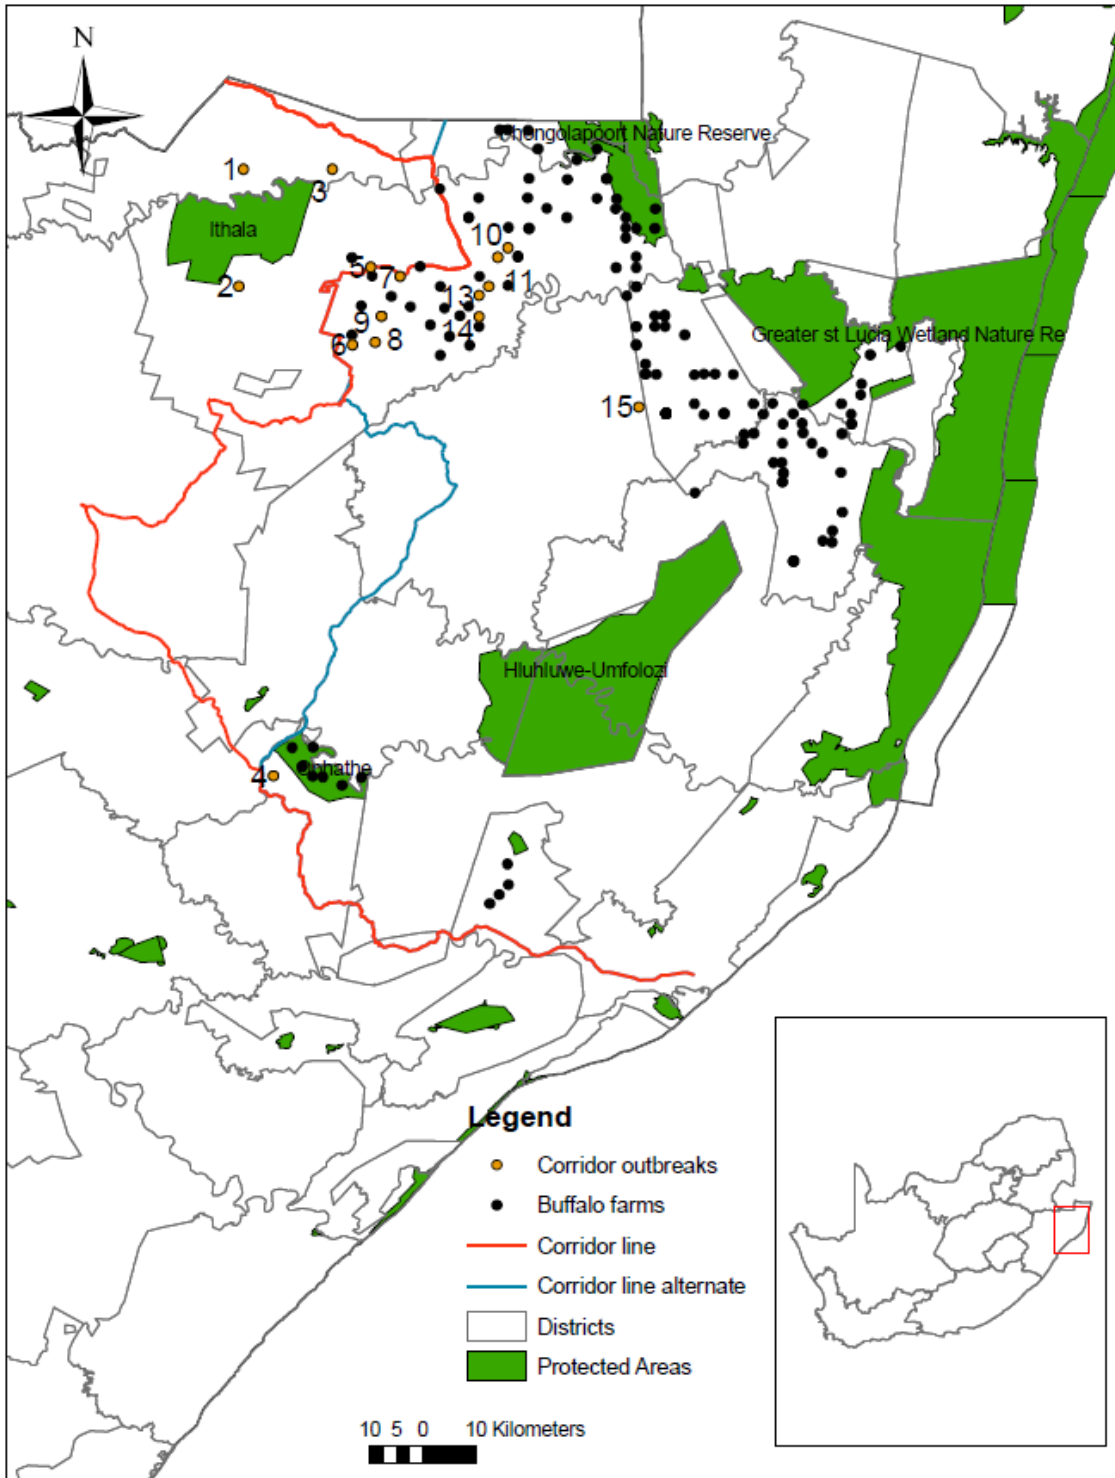 N
Phongolapoort Nature Reserve
1
3
Ithala
10
5
7
11
2
13
9
14
6
8
Greater st Lucia Wetland Nature Re
15
Hluhluwe-Umfolozi
4
Legend
Corridor outbreaks
Buffalo farms
Corridor line
Corridor line alternate
Districts
Protected Areas
10 5 0 10 Kilometers